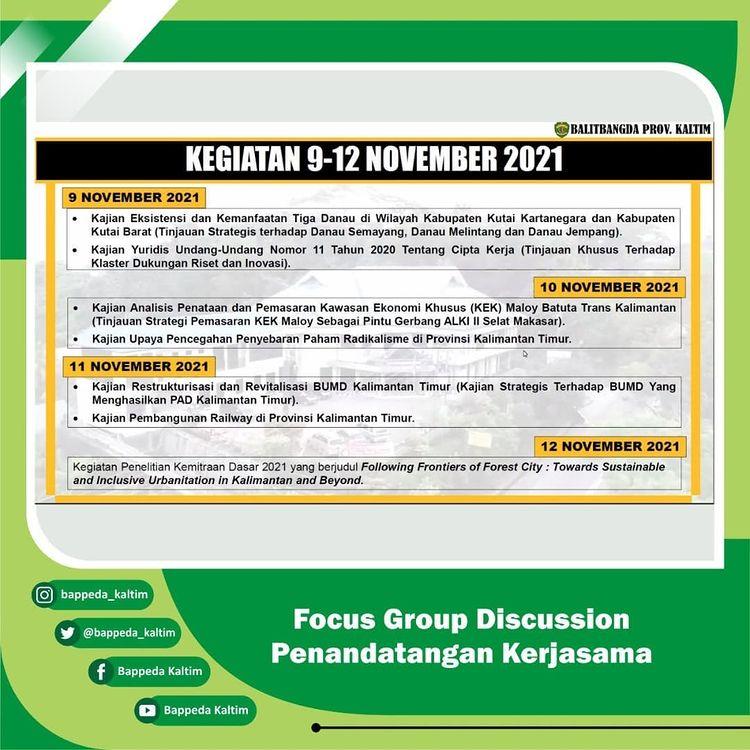 BALITBANGDA PROV. KALTIM
KEGIATAN 9-12 NOVEMBER 2021
9 NOVEMBER 2021
• Kajian Eksistensi dan Kemanfaatan Tiga Danau di Wilayah Kabupaten Kutai Kartanegara dan Kabupaten
Kutai Barat (Tinjauan Strategis terhadap Danau Semayang, Danau Melintang dan Danau Jempang).
• Kajian Yuridis Undang-Undang Nomor 11 Tahun 2020 Tentang Cipta Kerja (Tinjauan Khusus Terhadap
Klaster Dukungan Riset dan Inovasi).
10 NOVEMBER 2021
• Kajian Analisis Penataan dan Pemasaran Kawasan Ekonomi Khusus (KEK) Maloy Batuta Trans Kalimantan
(Tinjauan Strategi Pemasaran KEK Maloy Sebagai Pintu Gerbang ALKI II Selat Makasar).
• Kajian Upaya Pencegahan Penyebaran Paham Radikalisme di Provinsi Kalimantan Timur.
11 NOVEMBER 2021
• Kajian Restrukturisasi dan Revitalisasi BUMD Kalimantan Timur (Kajian Strategis Terhadap BUMD Yang
Menghasilkan PAD Kalimantan Timur).
• Kajian Pembangunan Railway di Provinsi Kalimantan Timur.
12 NOVEMBER 2021
Kegiatan Penelitian Kemitraan Dasar 2021 yang berjudul Following Frontiers of Forest City : Towards Sustainable
and Inclusive Urbanitation in Kalimantan and Beyond.
bappeda_kaltim
@bappeda_kaltim
Bappeda Kaltim
Bappeda Kaltim
Focus Group Discussion
Penandatangan Kerjasama